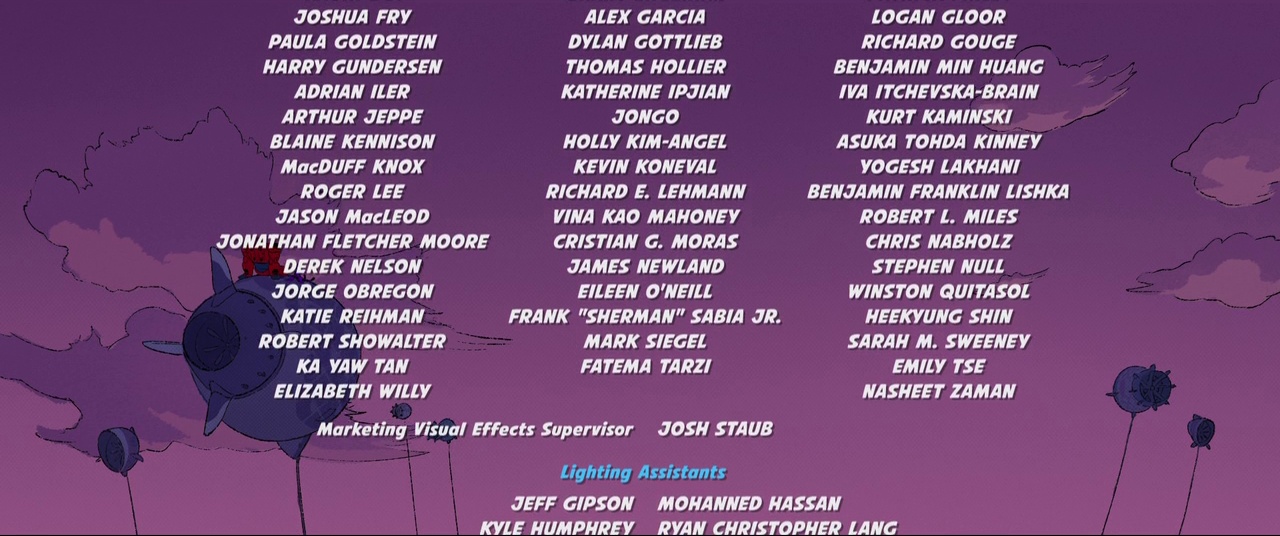 JOSHUA FRY ALEX GARCIA LOGAN GLOOR
PAULA GOLDSTEIN DYLAN GOTTLIEB RICHARD GOUGE
HARRY GUNDERSEN THOMAS HOLLIER BENJAMIN MIN HUANG
ADRIAN ILER KATHERINE IPJIAN IVA ITCHEVSKA-BRAIN
ARTHUR JEPPE JONGO KURT KAMINSKI
BLAINE KENNISON HOLLY KIM-ANGEL ASUKA TOHDA KINNEY
MacDUFF KNOX KEVIN KONEVAL YOGESH LAKHANI
ROGER LEE RICHARD E. LEHMANN BENJAMIN FRANKLIN LISHKA
JASON MacLEOD VINA KAO MAHONEY ROBERT L. MILES
JONATHAN FLETCHER MOORE CRISTIAN G. MORAS CHRIS NABHOLZ
DEREK NELSON JAMES NEWLAND STEPHEN NULL
JORGE OBREGON EILEEN O'NEILL WINSTON QUITASOL
KATIE REIHMAN FRANK "SHERMAN" SABIA JR. HEEKYUNG SHIN
ROBERT SHOWALTER MARK SIEGEL SARAH M. SWEENEY
KA YAW TAN FATEMA TARZI EMILY TSE
ELIZABETH WILLY NASHEET ZAMAN
Marketing Visual Effects Supervisor JOSH STAUB
Lighting Assistants
JEFF GIPSON MOHANNED HASSAN
KYLE HUMPHREY RYAN CHRISTOPHER LANG